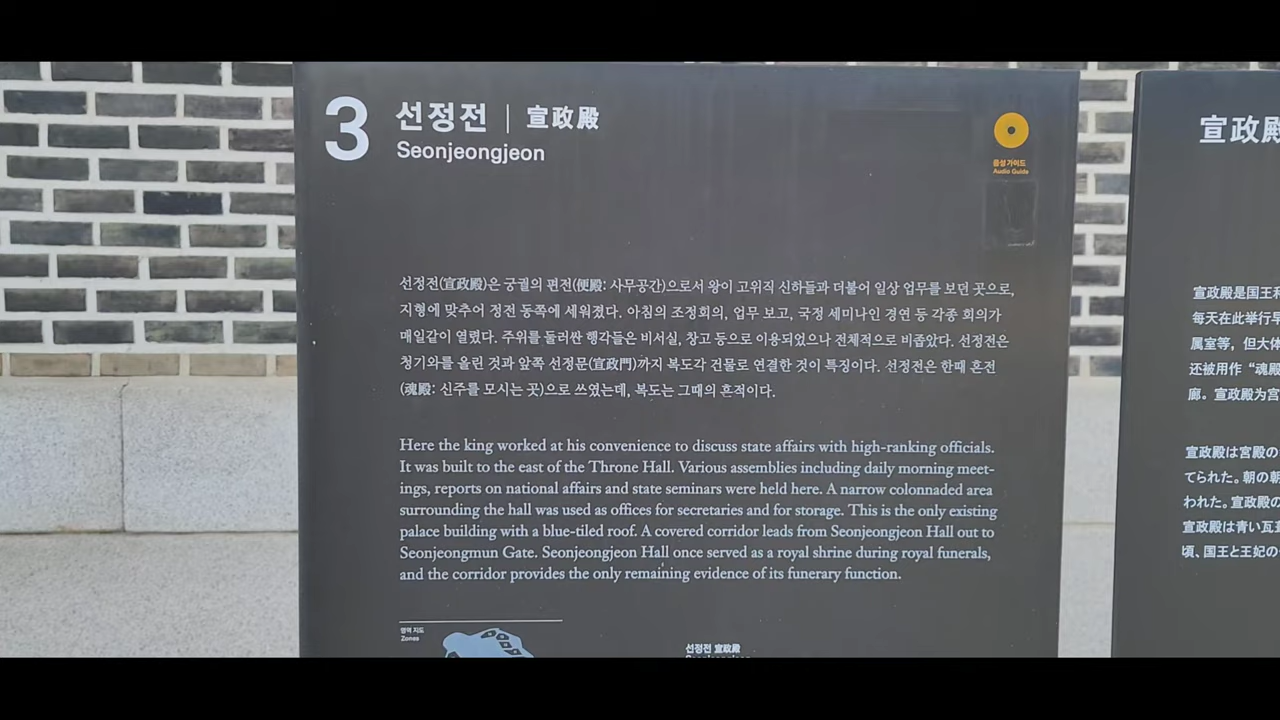 3
선정전 | 宣政殿
Seonjeongjeon
음성 가이드
Audio Guide
선정전(宣政殿)은 궁궐의 편전(便殿: 사무공간)으로서 왕이 고위직 신하들과 더불어 일상 업무를 보던 곳으로,
지형에 맞추어 정전 동쪽에 세워졌다. 아침의 조정회의, 업무 보고, 국정 세미나인 경연 등 각종 회의가
매일같이 열렸다. 주위를 둘러싼 행각들은 비서실, 창고 등으로 이용되었으나 전체적으로 비좁았다. 선정전은
청기와를 올린 것과 앞쪽 선정문(宣政門)까지 복도각 건물로 연결한 것이 특징이다. 선정전은 한때 혼전
(魂殿: 신주를 모시는 곳)으로 쓰였는데, 복도는 그때의 흔적이다.
Here the king worked at his convenience to discuss state affairs with high-ranking officials.
It was built to the east of the Throne Hall. Various assemblies including daily morning meet-
ings, reports on national affairs and state seminars were held here. A narrow colonnaded area
surrounding the hall was used as offices for secretaries and for storage. This is the only existing
palace building with a blue-tiled roof. A covered corridor leads from Seonjeongjeon Hall out to
Seonjeongmun Gate. Seonjeongjeon Hall once served as a royal shrine during royal funerals,
and the corridor provides the only remaining evidence of its funerary function.
영역 지도
Zones
선정전 宣政殿
宣政殿
宣政殿是国王和
每天在此举行早
属室等，但大体
还被用作“魂殿
廊。宣政殿为宫
宣政殿は宮殿の
てられた。朝の朝
われた。宣政殿の
宣政殿は青い瓦
頃、国王と王妃の